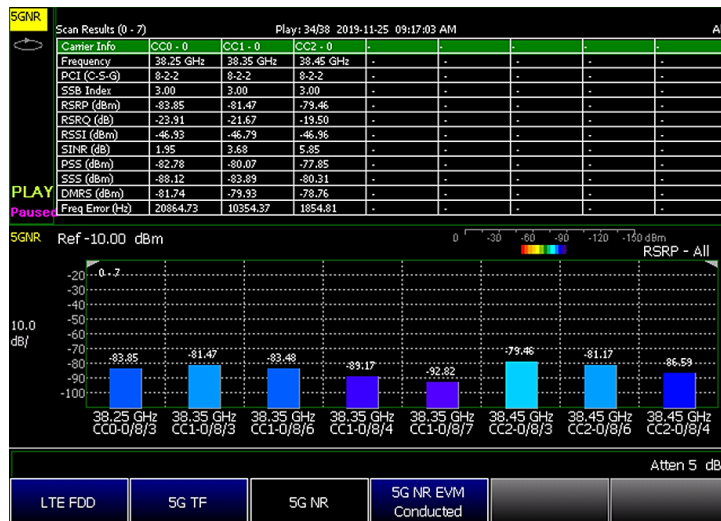 5GNR
Scan Results (0 - 7) Play: 34/38 2019-11-25 09:17:03 AM
Carrier Info CC0 - 0 CC1 - 0 CC2 - 0 - - - - -
Frequency 38.25 GHz 38.35 GHz 38.45 GHz - - - - -
PCI (C-S-G) 8-2-2 8-2-2 8-2-2 - - - - -
SSB Index 3.00 3.00 3.00 - - - - -
RSRP (dBm) -83.85 -81.47 -79.46 - - - - -
RSRQ (dB) -23.91 -21.67 -19.50 - - - - -
RSSI (dBm) -46.93 -46.79 -46.96 - - - - -
SINR (dB) 1.95 3.68 5.85 - - - - -
PSS (dBm) -82.78 -80.07 -77.85 - - - - -
SSS (dBm) -88.12 -83.89 -80.31 - - - - -
DMRS (dBm) -81.74 -79.93 -78.76 - - - - -
Freq Error (Hz) 20864.73 10354.37 1854.81 - - - - -
PLAY
Paused
5GNR Ref -10.00 dBm 0 -30 -60 -90 -120 -150 dBm
RSRP - All
0 - 7
10.0
dB/
-20
-30
-40
-50
-60
-70
-80
-90
-100
-83.85 -81.47 -83.48 -89.17 -92.82 -79.46 -81.17 -86.59
38.25 GHz 38.35 GHz 38.35 GHz 38.35 GHz 38.35 GHz 38.45 GHz 38.45 GHz 38.45 GHz
CC0-0/8/3 CC1-0/8/3 CC1-0/8/6 CC1-0/8/4 CC1-0/8/7 CC2-0/8/3 CC2-0/8/6 CC2-0/8/4
Atten 5 dB
LTE FDD 5G TF 5G NR 5G NR EVM
Conducted